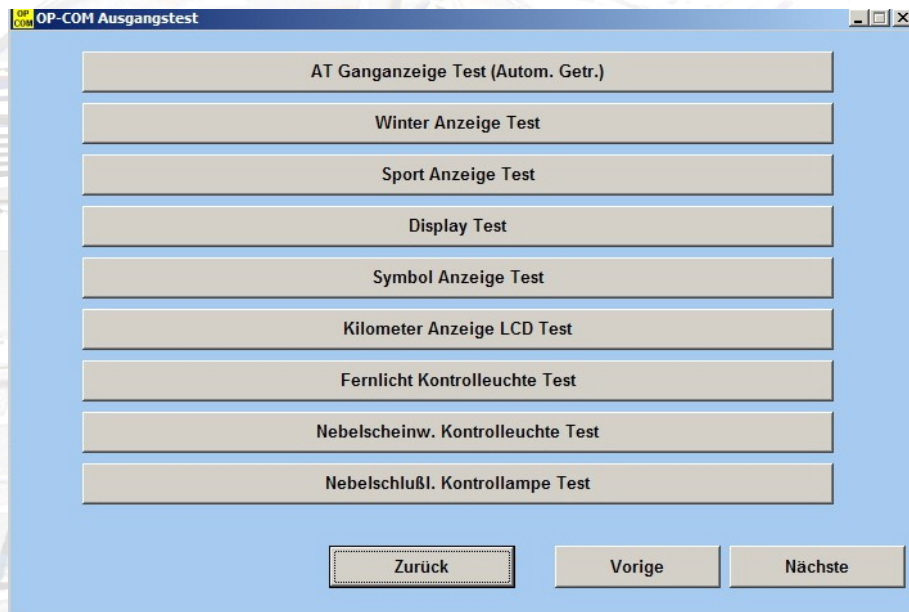 OP COM OP-COM Ausgangstest
AT Ganganzeige Test (Autom. Getr.)
Winter Anzeige Test
Sport Anzeige Test
Display Test
Symbol Anzeige Test
Kilometer Anzeige LCD Test
Fernlicht Kontrolleuchte Test
Nebelscheinw. Kontrolleuchte Test
Nebelschlußl. Kontrollampe Test
Zurück Vorige Nächste